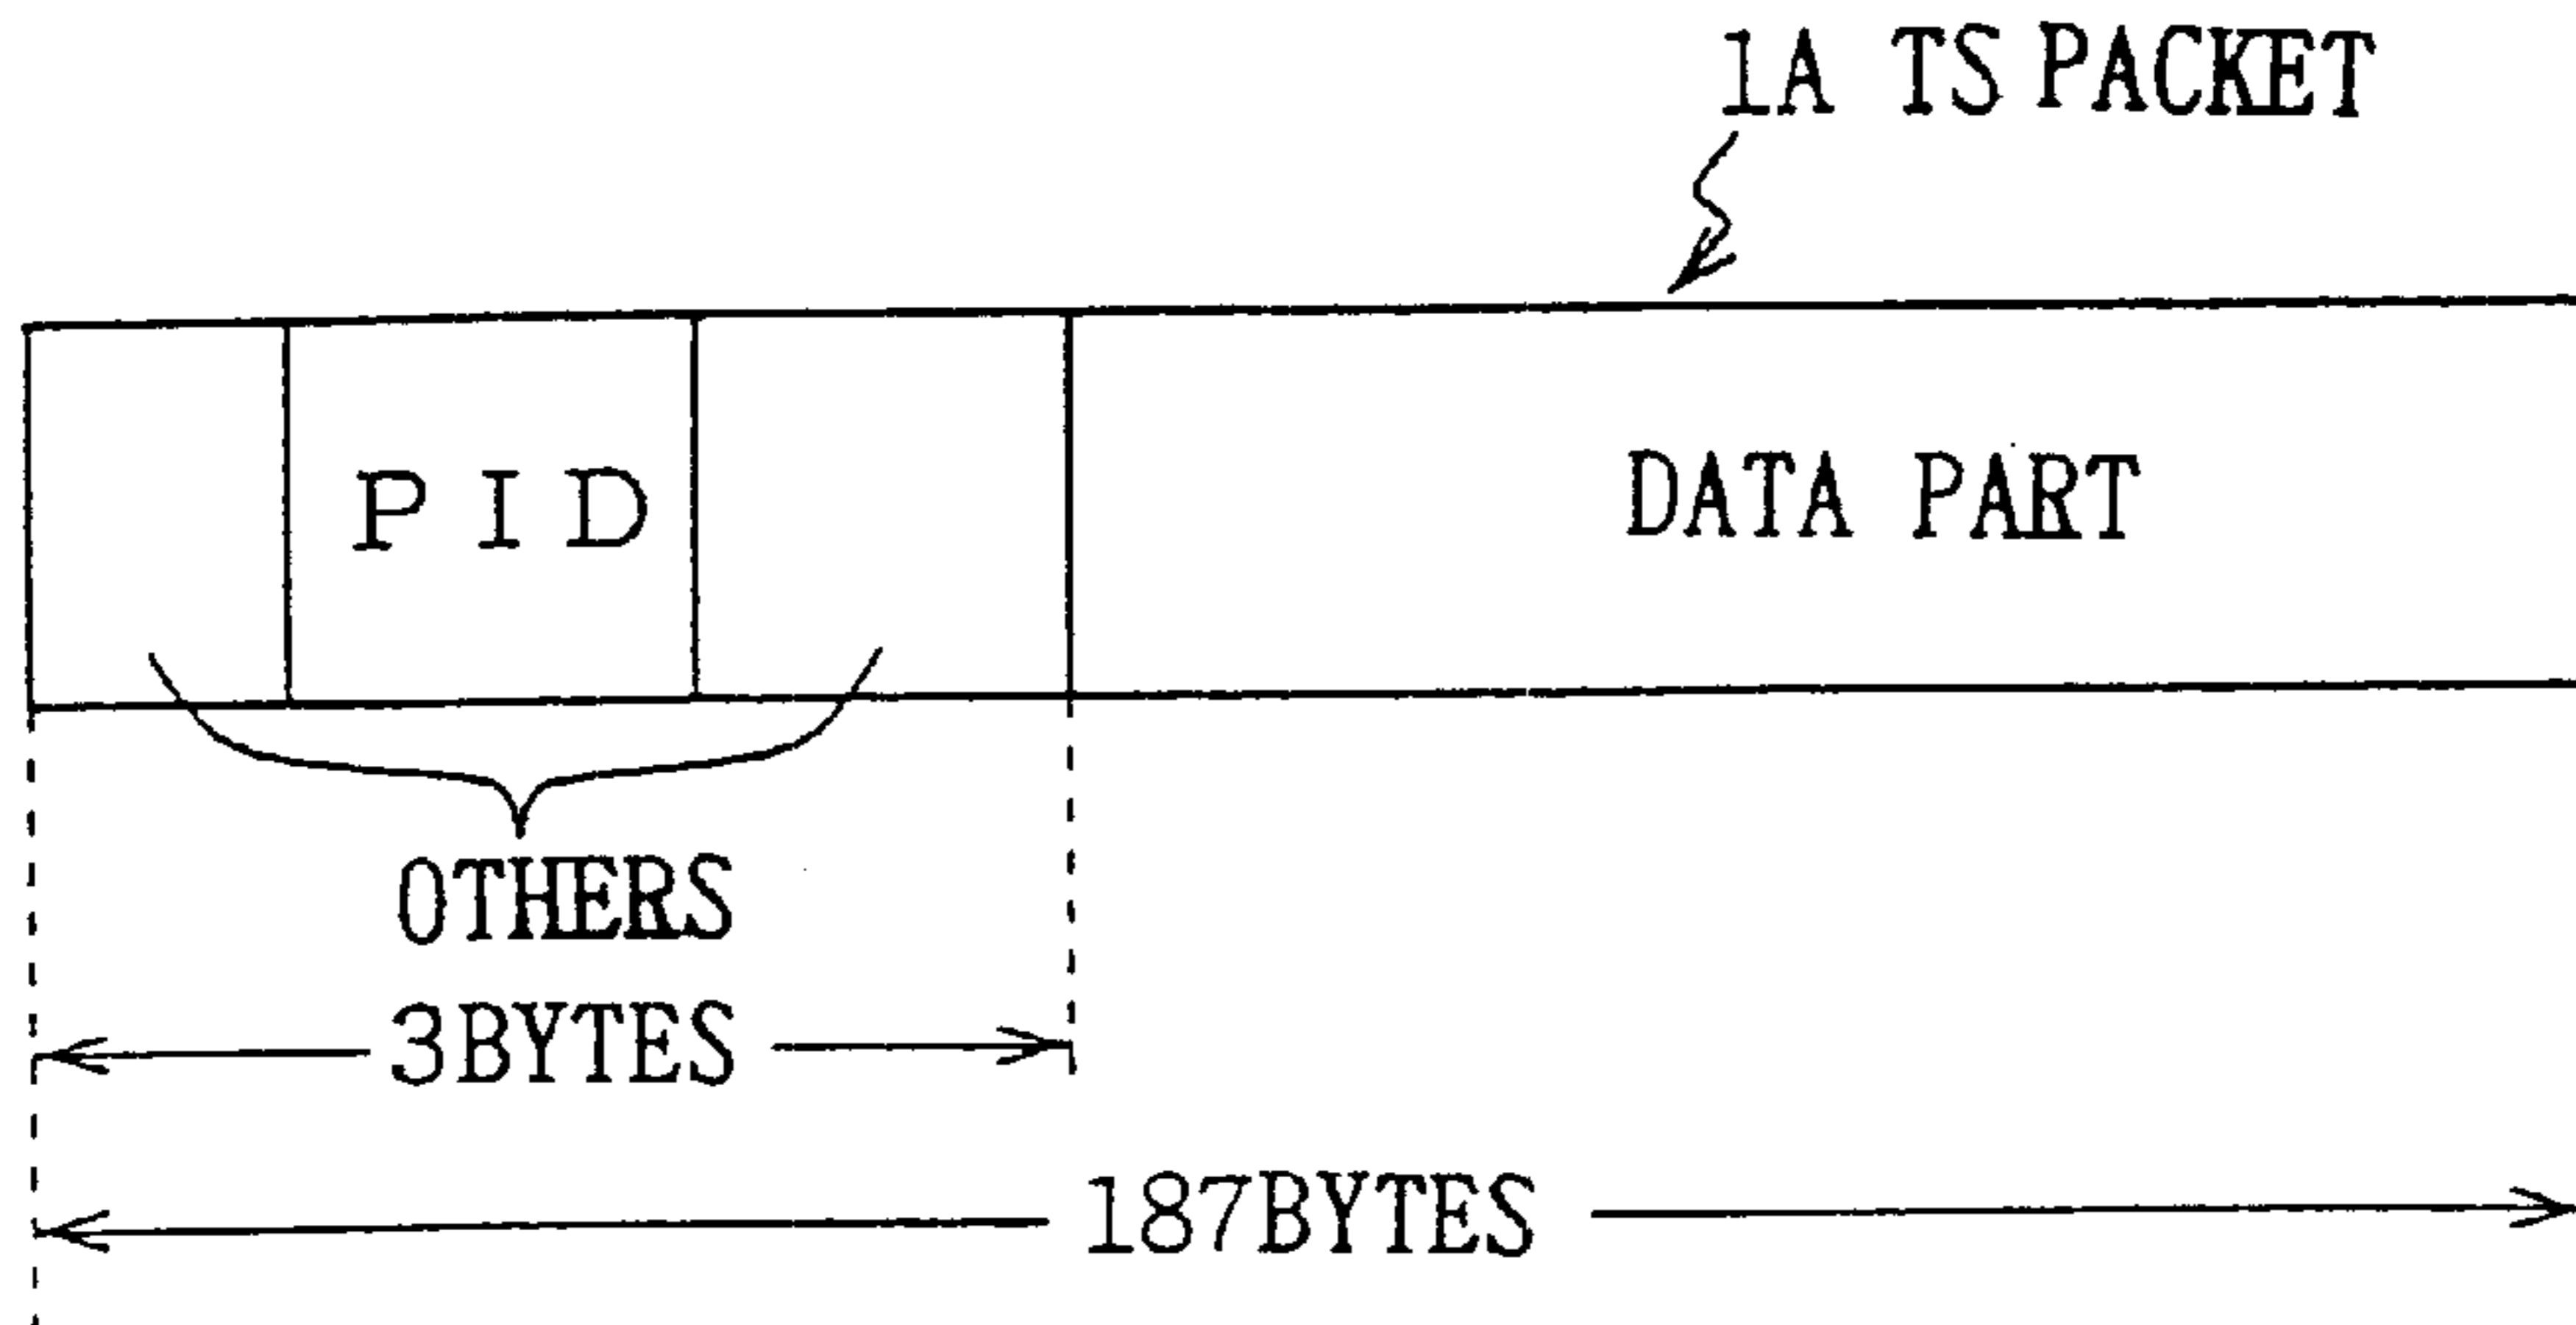 1A TS PACKET
PID
DATA PART
OTHERS
3BYTES
187BYTES